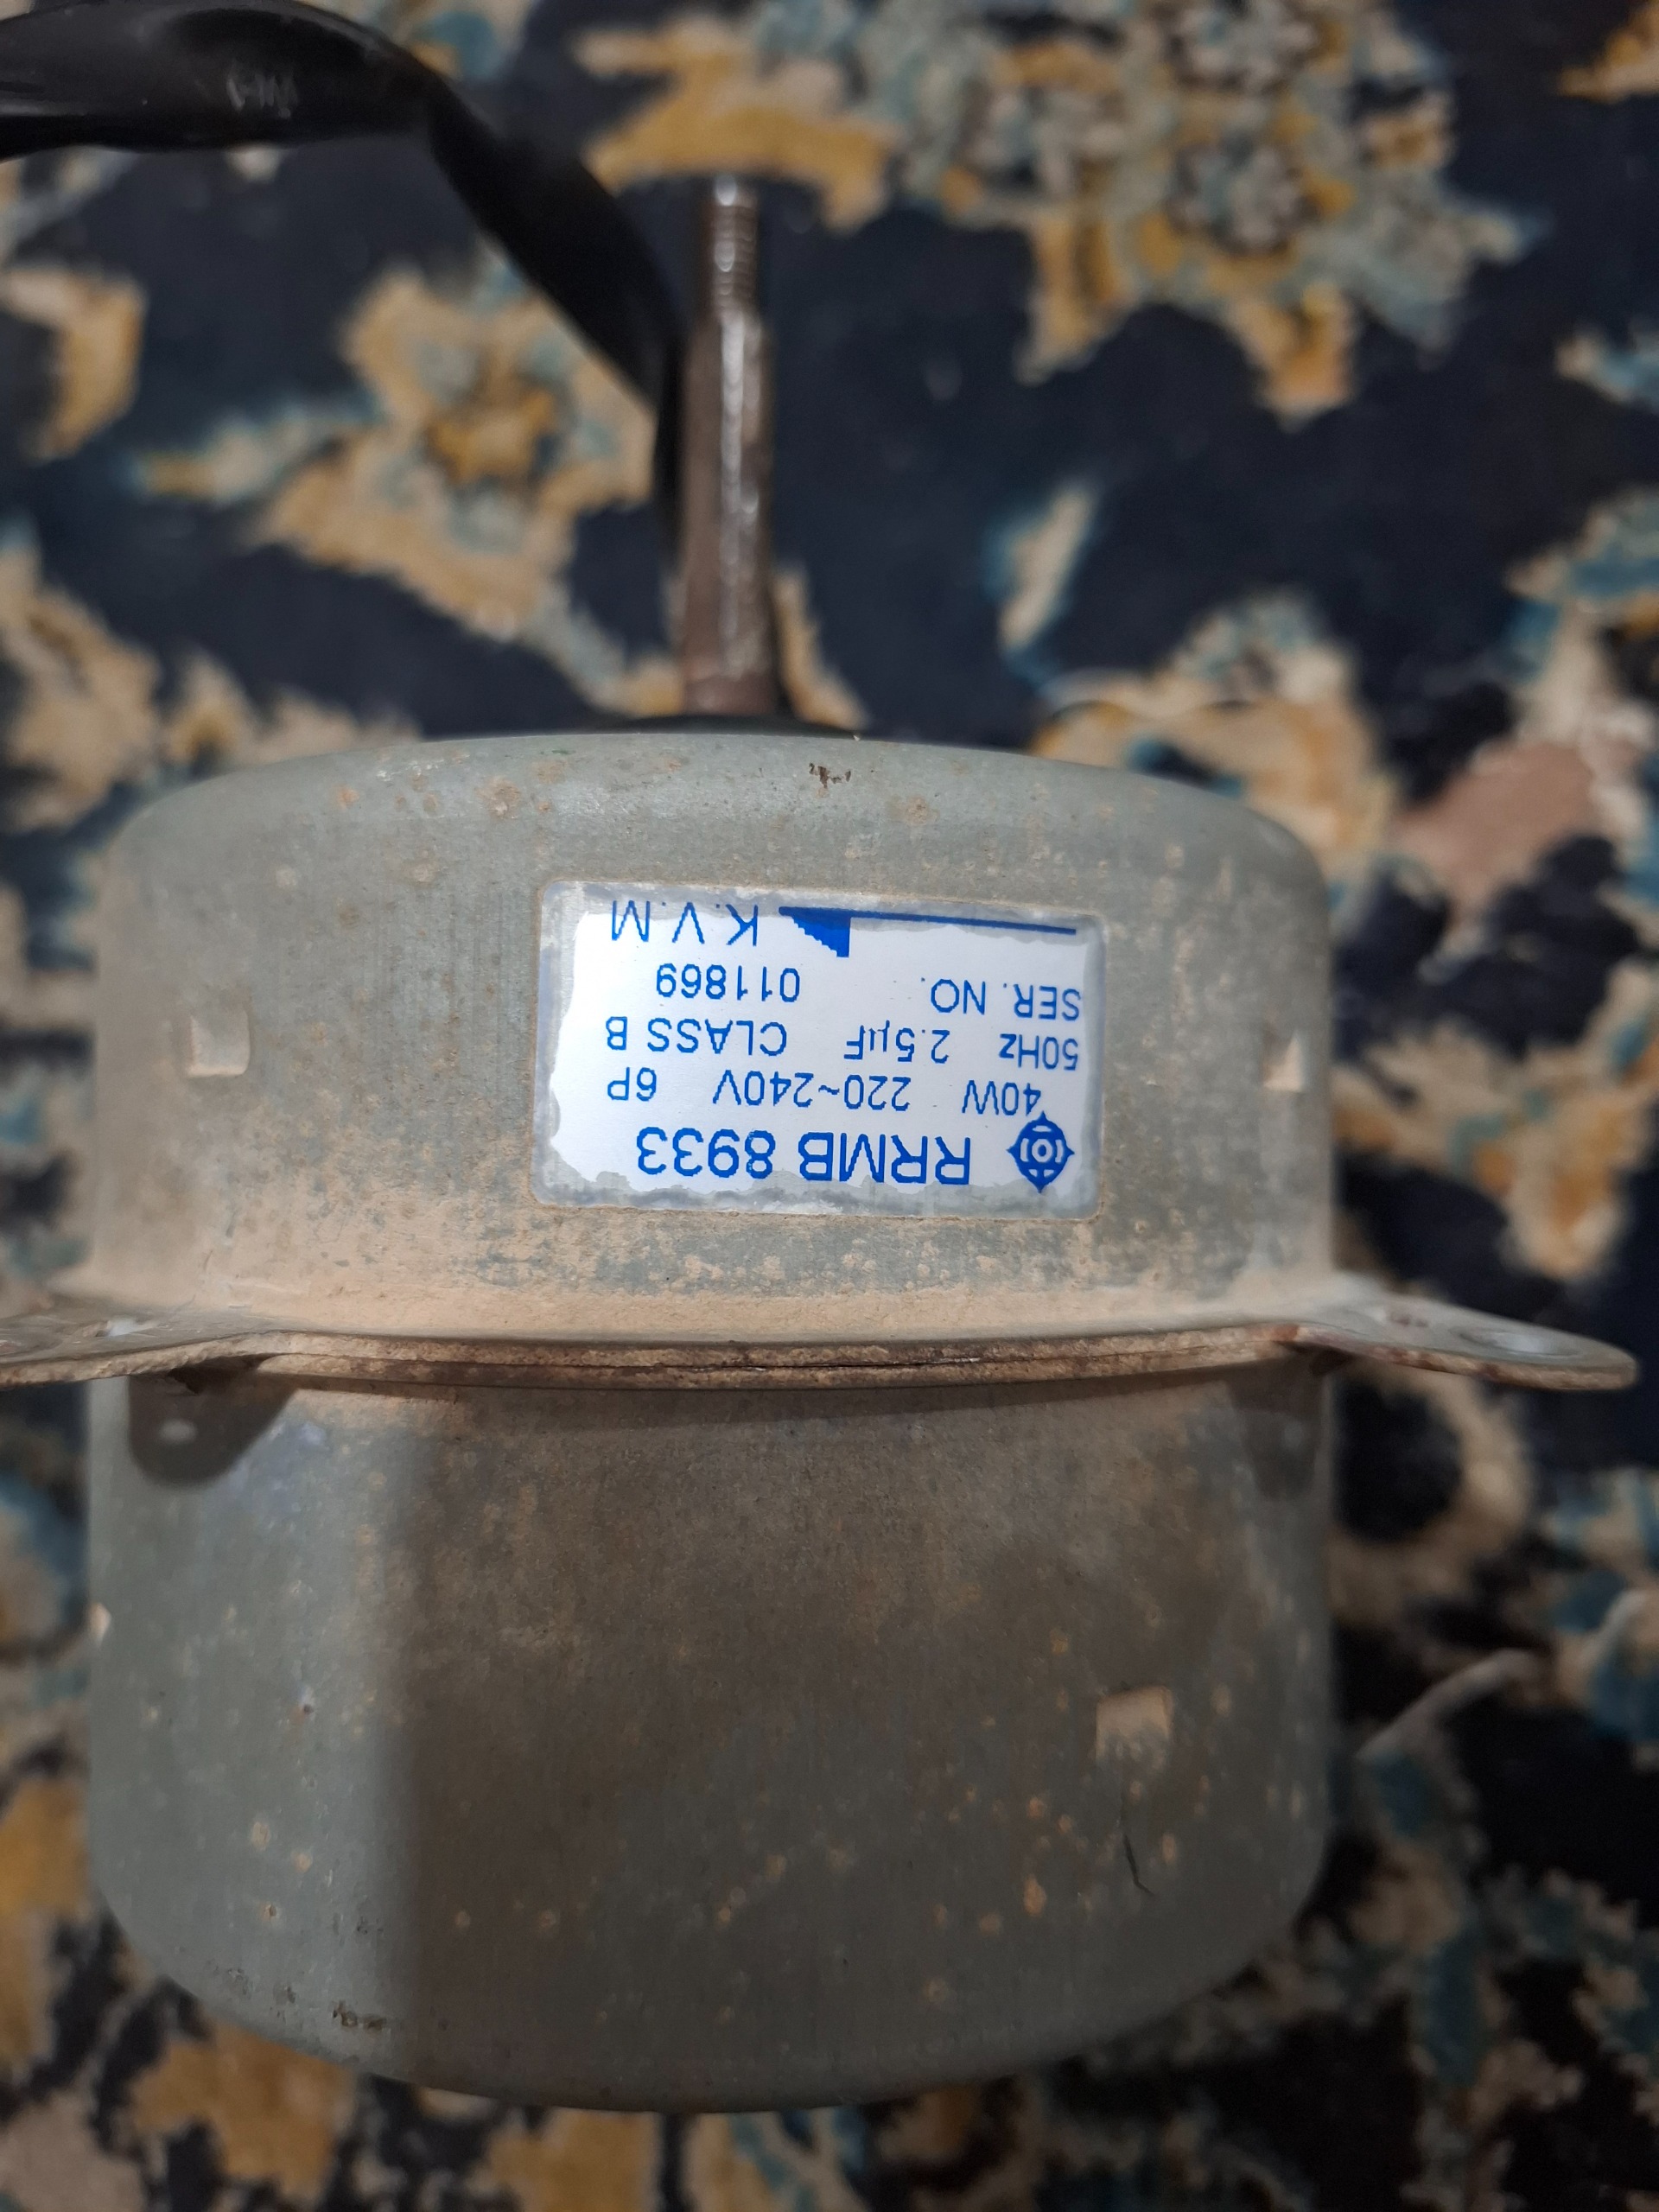 RRMB 8933
40W 220~240V 6P
50Hz 2.5µF CLASS B
SER. NO. 011869
K.V.M